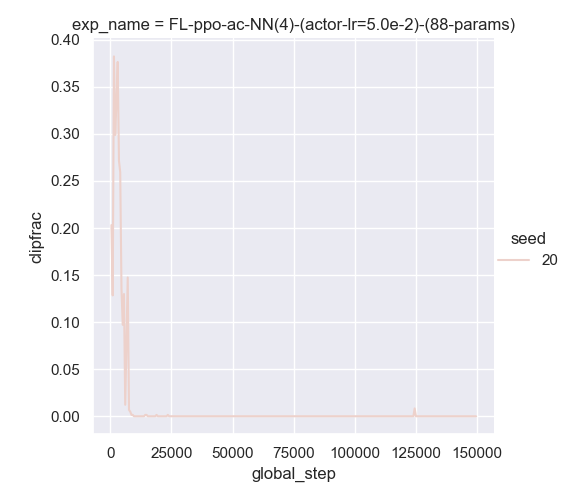 exp_name = FL-ppo-ac-NN(4)-(actor-lr=5.0e-2)-(88-params)
0.40
0.35
0.30
0.25
0.20
0.15
0.10
0.05
0.00
clipfrac
0 25000 50000 75000 100000 125000 150000
global_step
seed
20